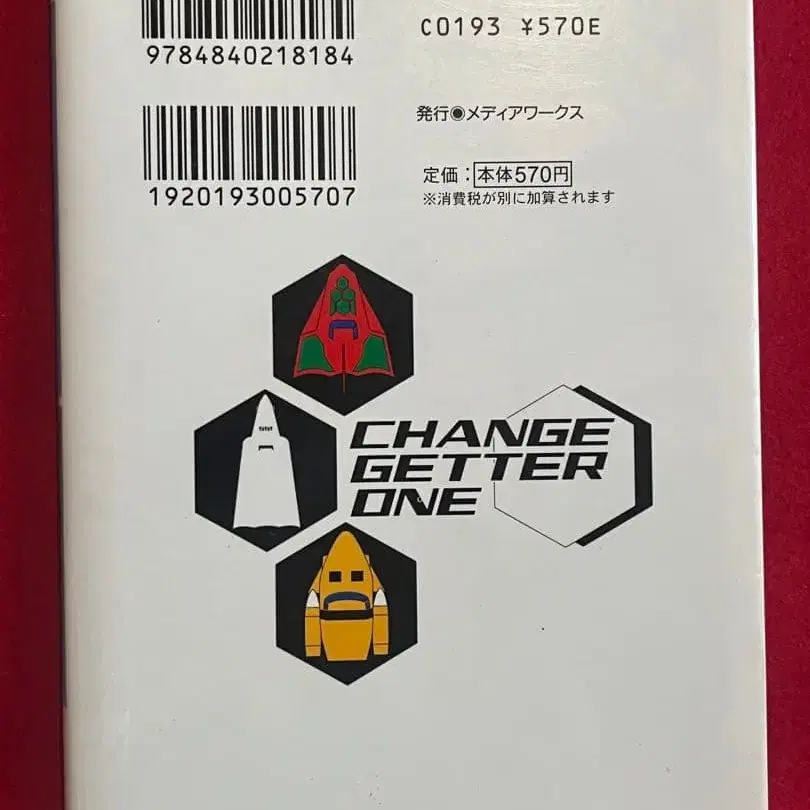 9784840218184
C0193 ¥570E
発行◉メディアワークス
1920193005707
定価：本体570円
※消費税が別に加算されます
CHANGE
GETTER
ONE